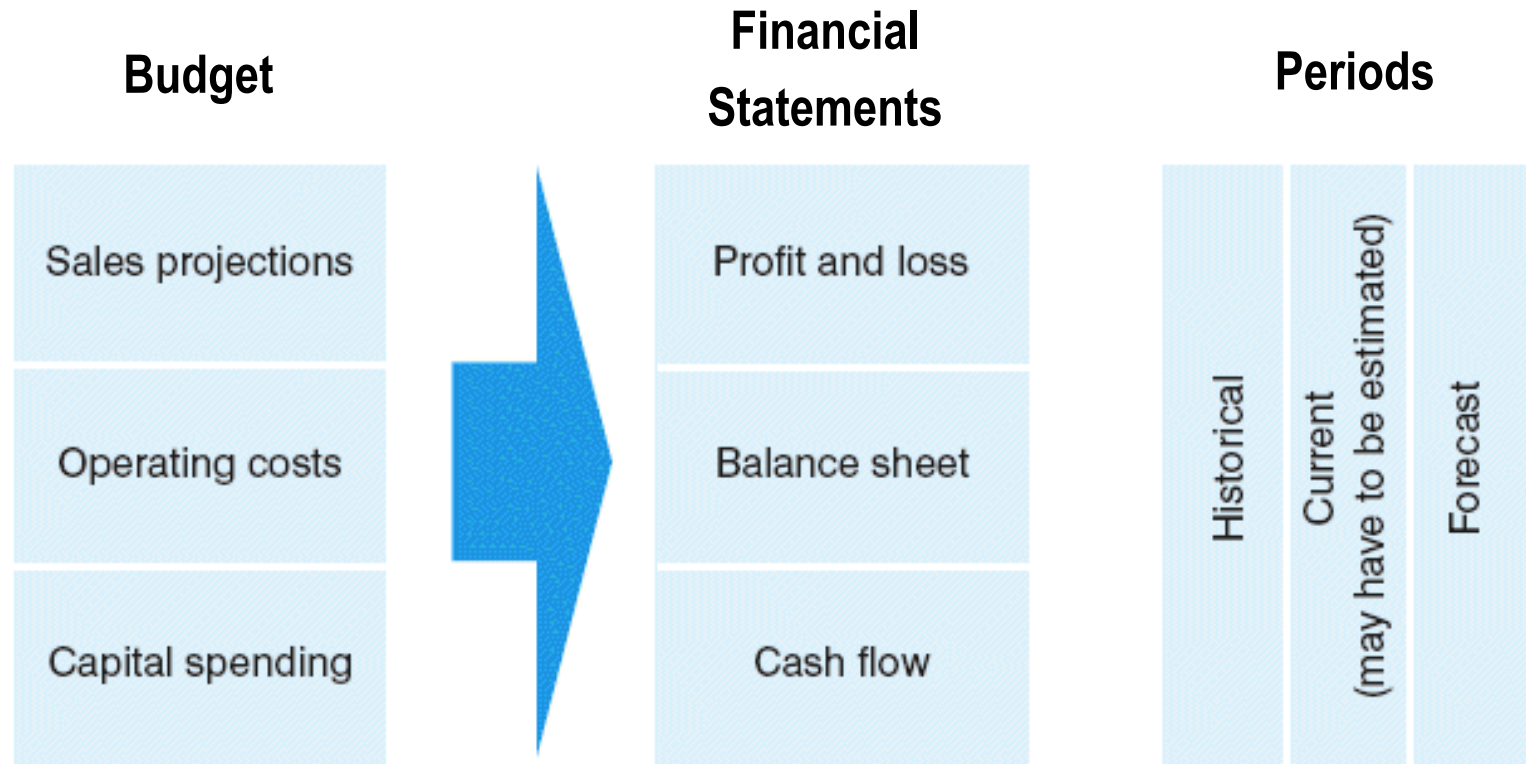 Budget
Financial
Statements
Periods
Sales projections
Operating costs
Capital spending
Profit and loss
Balance sheet
Cash flow
Historical
Current
(may have to be estimated)
Forecast